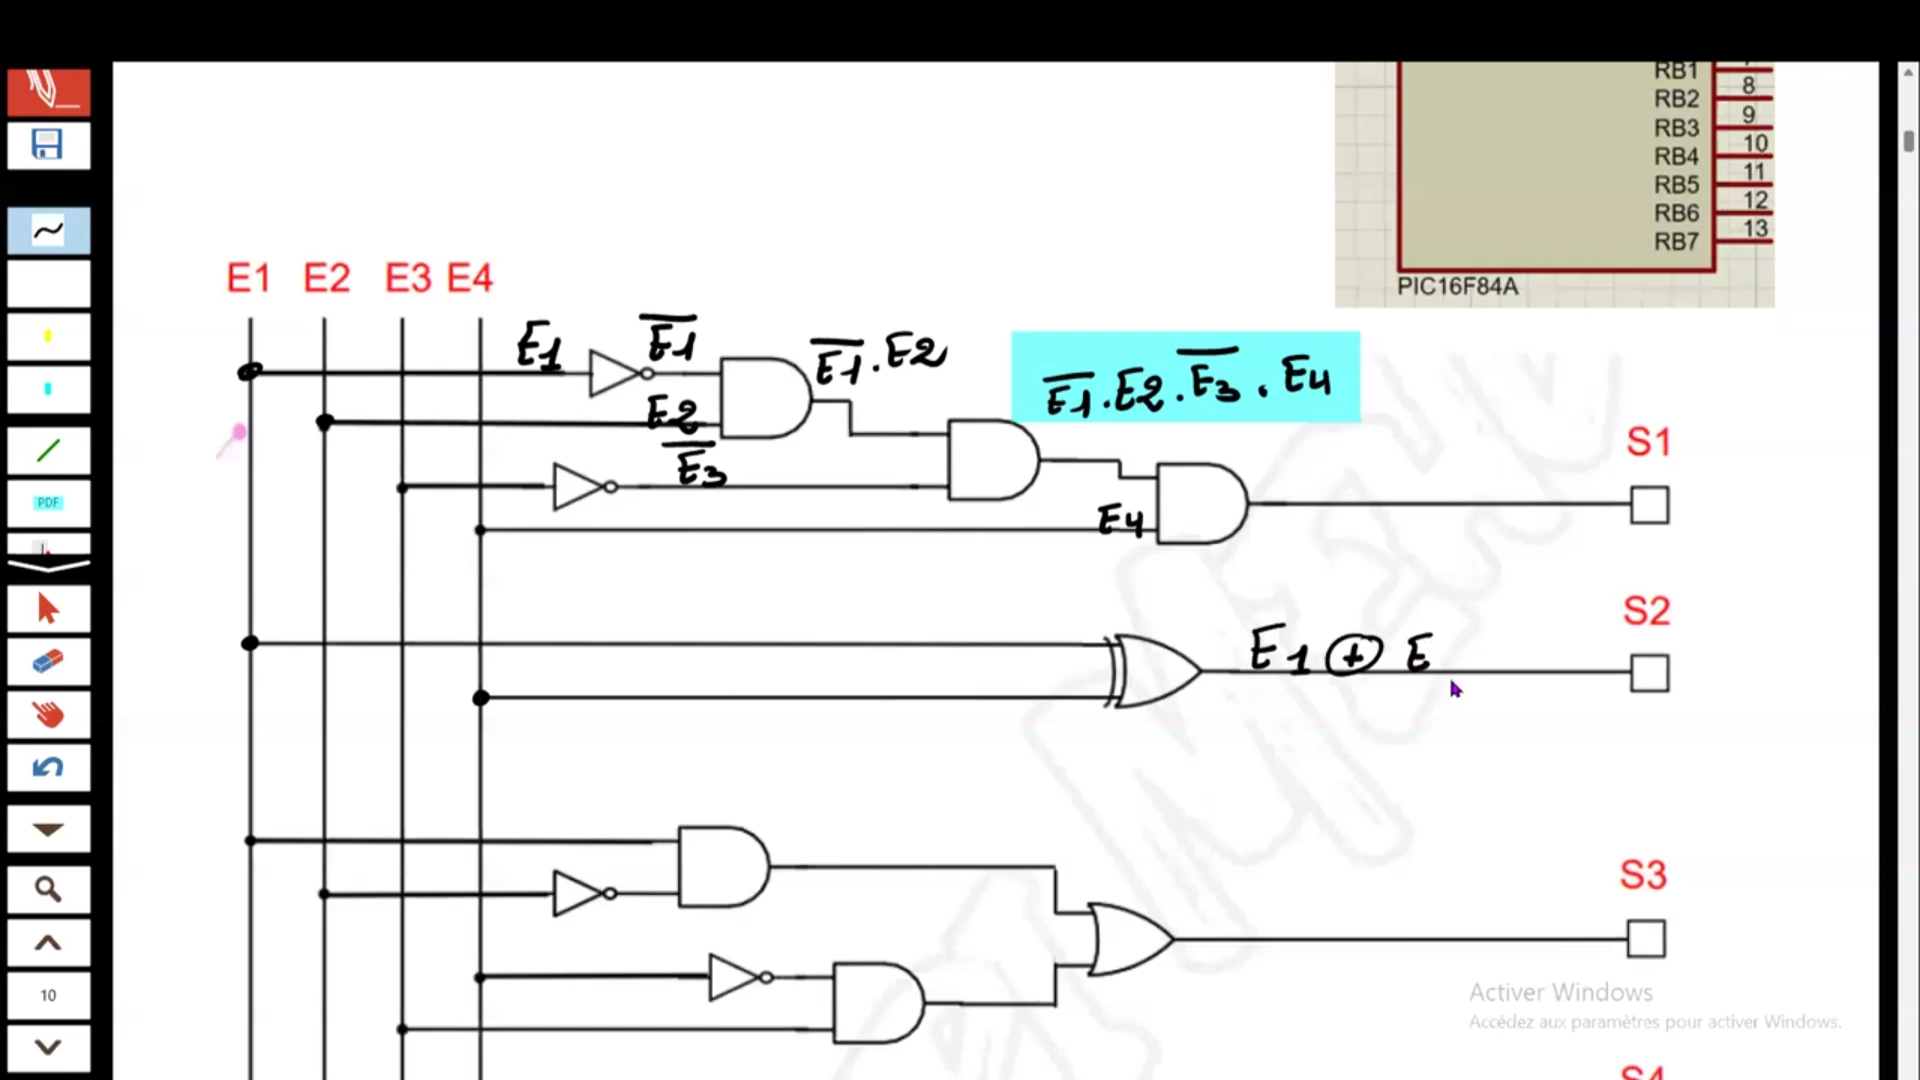 RB1
8
RB2
9
RB3
10
RB4
11
RB5
12
RB6
13
RB7
PIC16F84A
E1 E2 E3 E4
E1
E̅1̅
E̅1̅ . E2
E̅1̅ . E2 . E̅3̅ . E4
E2
E̅3̅
S1
E4
S2
E1 ⊕ E
S3
PDF
10
Activer Windows
Accédez aux paramètres pour activer Windows.